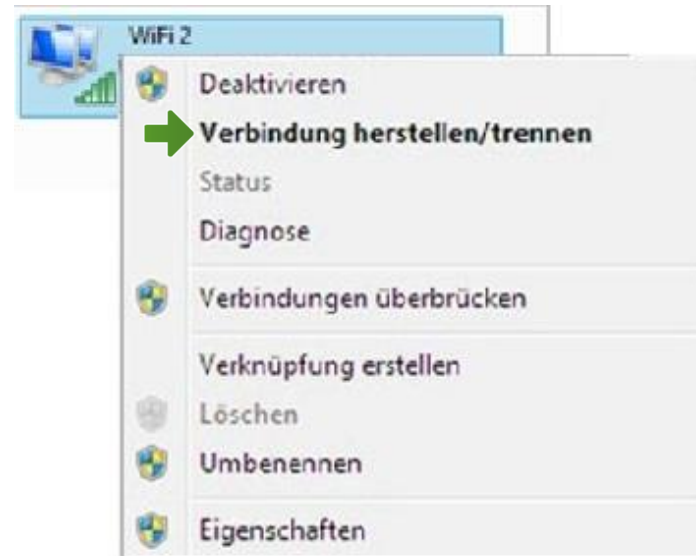 WiFi 2
Deaktivieren
Verbindung herstellen/trennen
Status
Diagnose
Verbindungen überbrücken
Verknüpfung erstellen
Löschen
Umbenennen
Eigenschaften